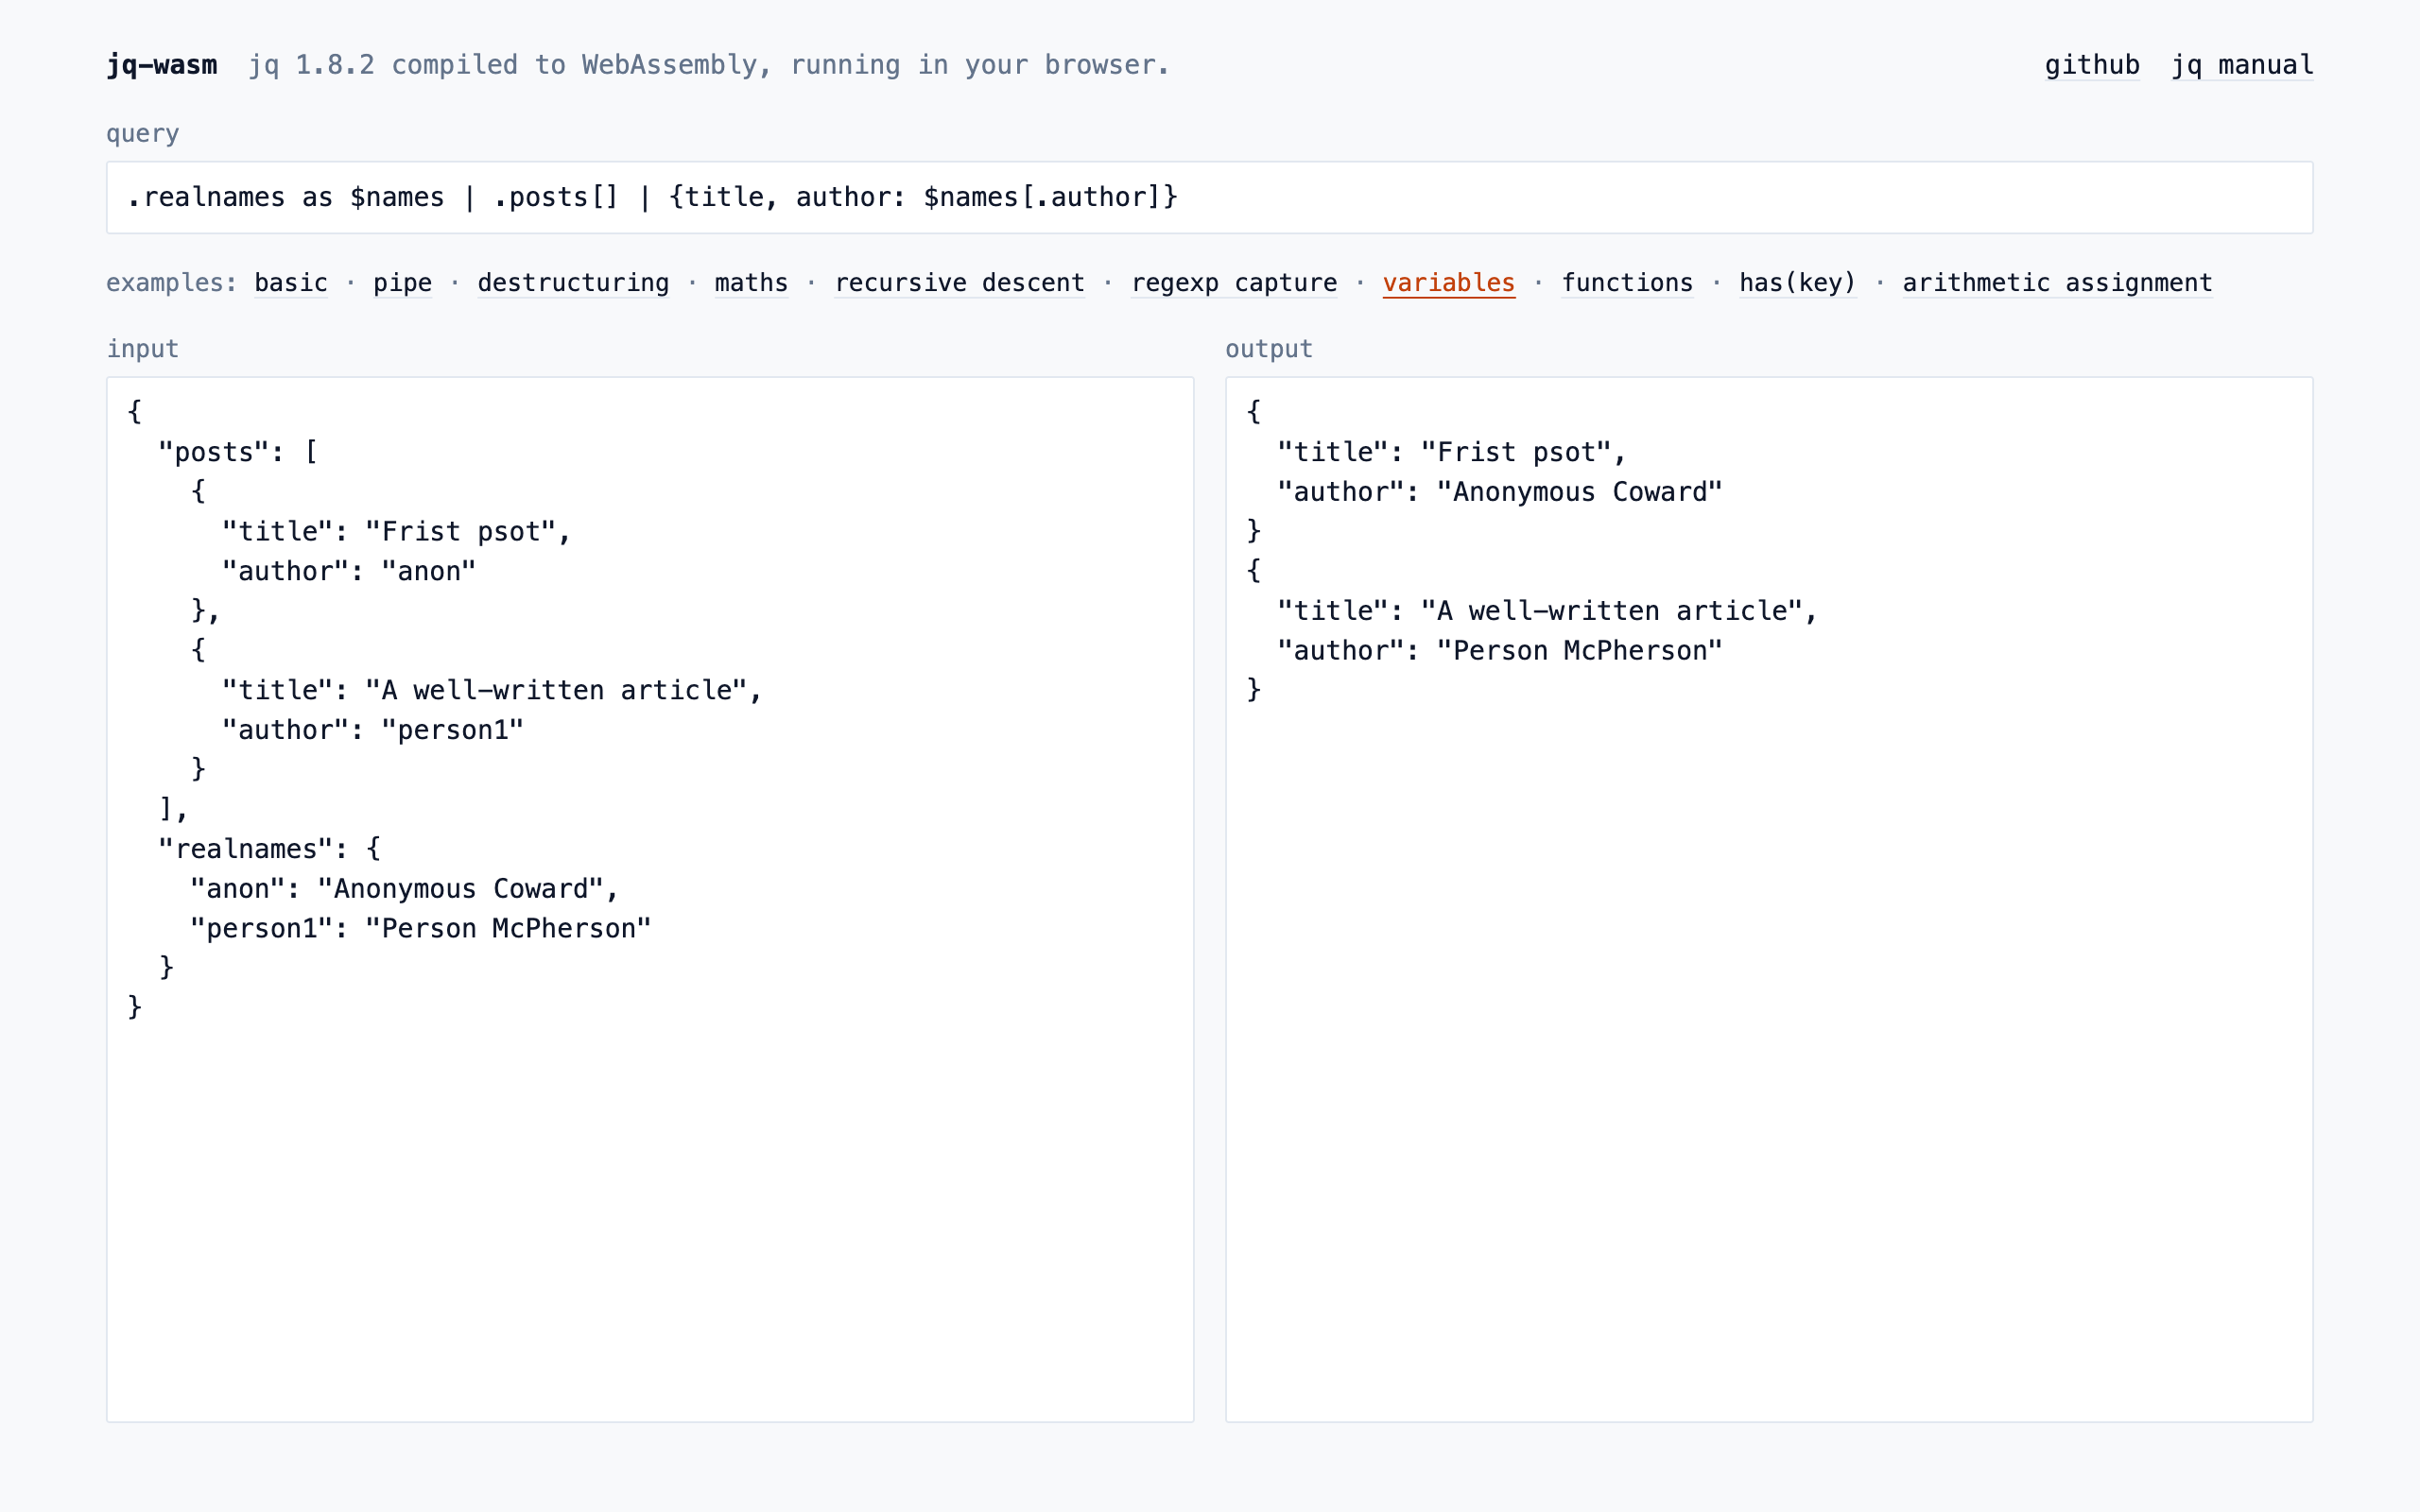 jq-wasm jq 1.8.2 compiled to WebAssembly, running in your browser. github jq manual
query
.realnames as $names | .posts[] | {title, author: $names[.author]}
examples: basic · pipe · destructuring · maths · recursive descent · regexp capture · variables · functions · has(key) · arithmetic assignment
input
{
  "posts": [
    {
      "title": "Frist psot",
      "author": "anon"
    },
    {
      "title": "A well-written article",
      "author": "person1"
    }
  ],
  "realnames": {
    "anon": "Anonymous Coward",
    "person1": "Person McPherson"
  }
}
output
{
  "title": "Frist psot",
  "author": "Anonymous Coward"
}
{
  "title": "A well-written article",
  "author": "Person McPherson"
}